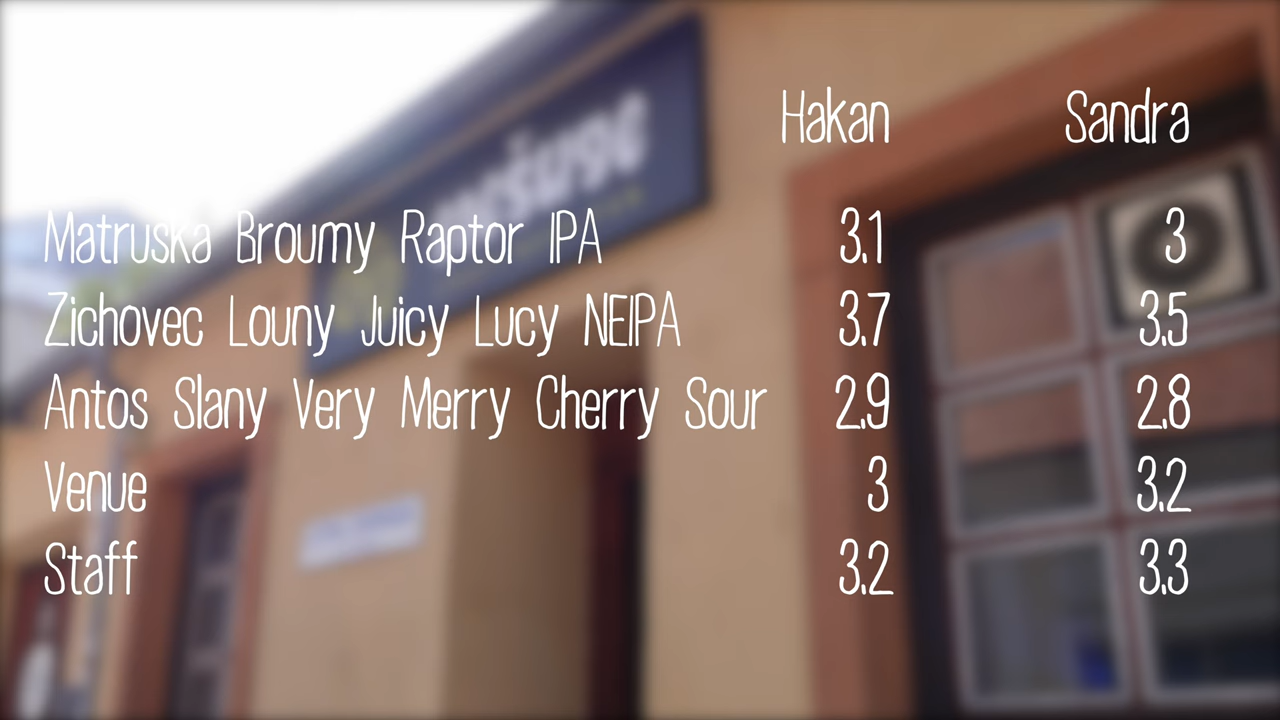 Hakan Sandra
Matruska Broumy Raptor IPA 3.1 3
Zichovec Louny Juicy Lucy NEIPA 3.7 3.5
Antos Slany Very Merry Cherry Sour 2.9 2.8
Venue 3 3.2
Staff 3.2 3.3